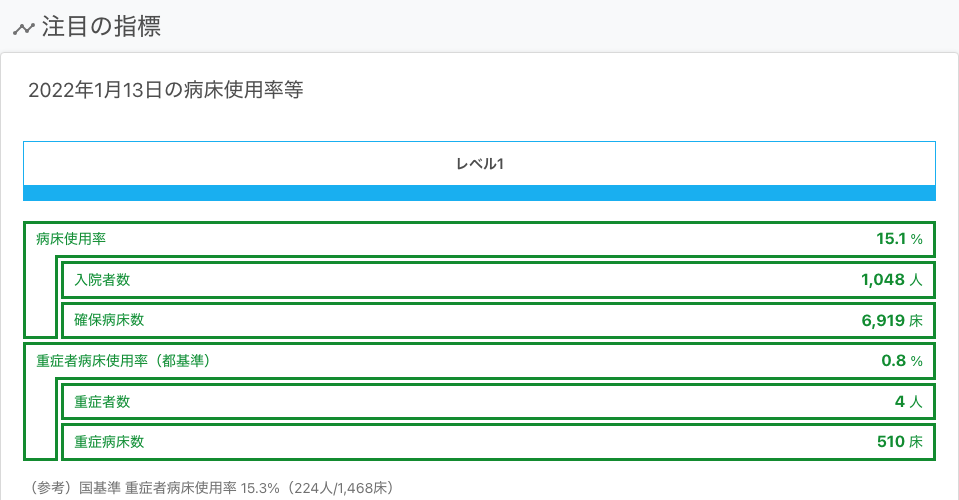 注目の指標
2022年1月13日の病床使用率等
レベル1
病床使用率 15.1 %
入院者数 1,048 人
確保病床数 6,919 床
重症者病床使用率（都基準） 0.8 %
重症者数 4 人
重症病床数 510 床
（参考）国基準 重症者病床使用率 15.3%（224人/1,468床）